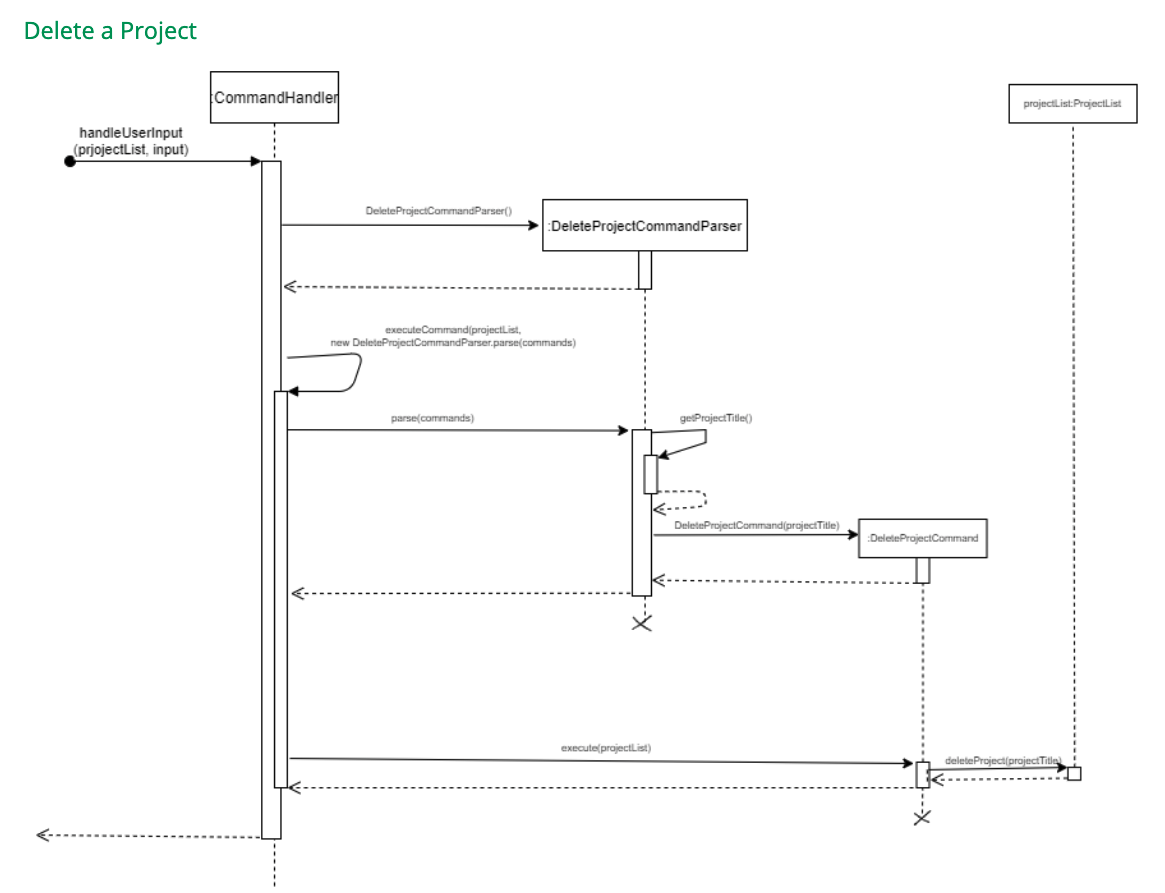 Delete a Project
:CommandHandler
projectList:ProjectList
handleUserInput
(prjojectList, input)
DeleteProjectCommandParser()
:DeleteProjectCommandParser
executeCommand(projectList,
new DeleteProjectCommandParser.parse(commands)
parse(commands)
getProjectTitle()
DeleteProjectCommand(projectTitle)
:DeleteProjectCommand
execute(projectList)
deleteProject(projectTitle)